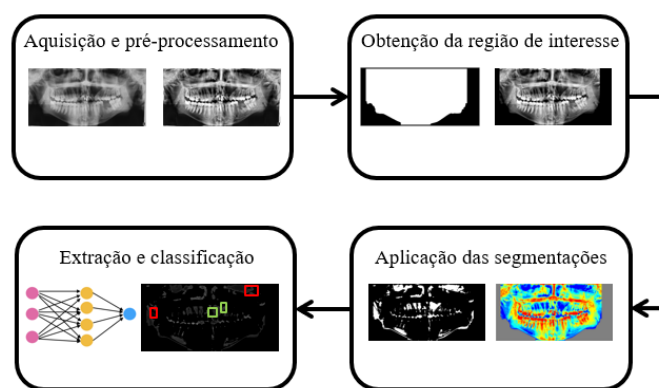 Aquisição e pré-processamento
Obtenção da região de interesse
Extração e classificação
Aplicação das segmentações